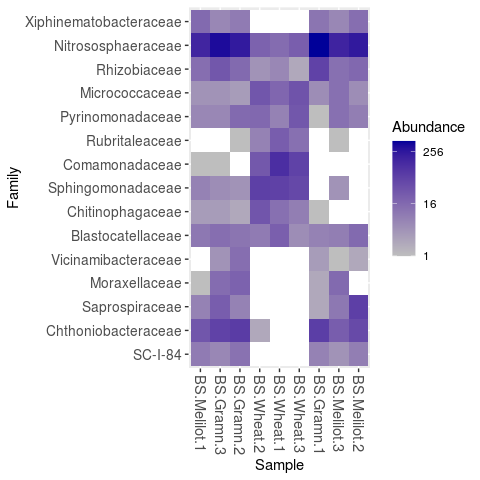 Xiphinematobacteraceae
Nitrososphaeraceae
Rhizobiaceae
Micrococcaceae
Pyrinomonadaceae
Rubritaleaceae
Comamonadaceae
Sphingomonadaceae
Chitinophagaceae
Blastocatellaceae
Vicinamibacteraceae
Moraxellaceae
Saprospiraceae
Chthoniobacteraceae
SC-I-84
Family
BS.Melilot.1
BS.Gramn.3
BS.Gramn.2
BS.Wheat.2
BS.Wheat.1
BS.Wheat.3
BS.Gramn.1
BS.Melilot.3
BS.Melilot.2
Sample
Abundance
256
16
1